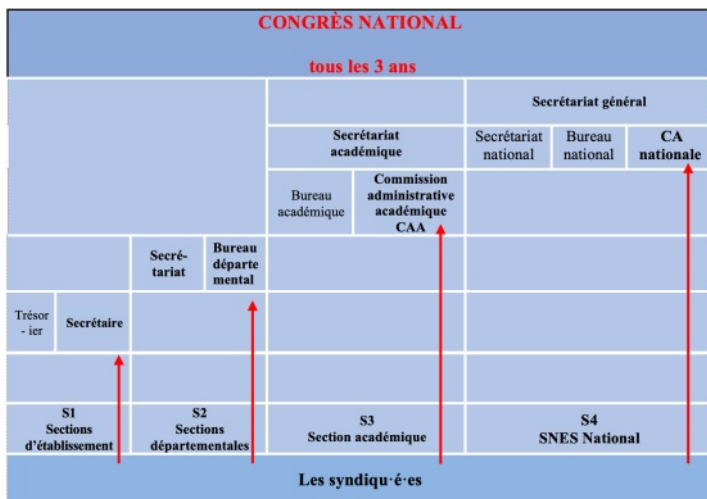 CONGRÈS NATIONAL
tous les 3 ans
Secrétariat général
Secrétariat
académique
Secrétariat
national
Bureau
national
CA
nationale
Bureau
académique
Commission
administrative
académique
CAA
Secré-
tariat
Bureau
départe
mental
Trésor
- ier
Secrétaire
S1
Sections
d'établissement
S2
Sections
départementales
S3
Section académique
S4
SNES National
Les syndiqu·é·es